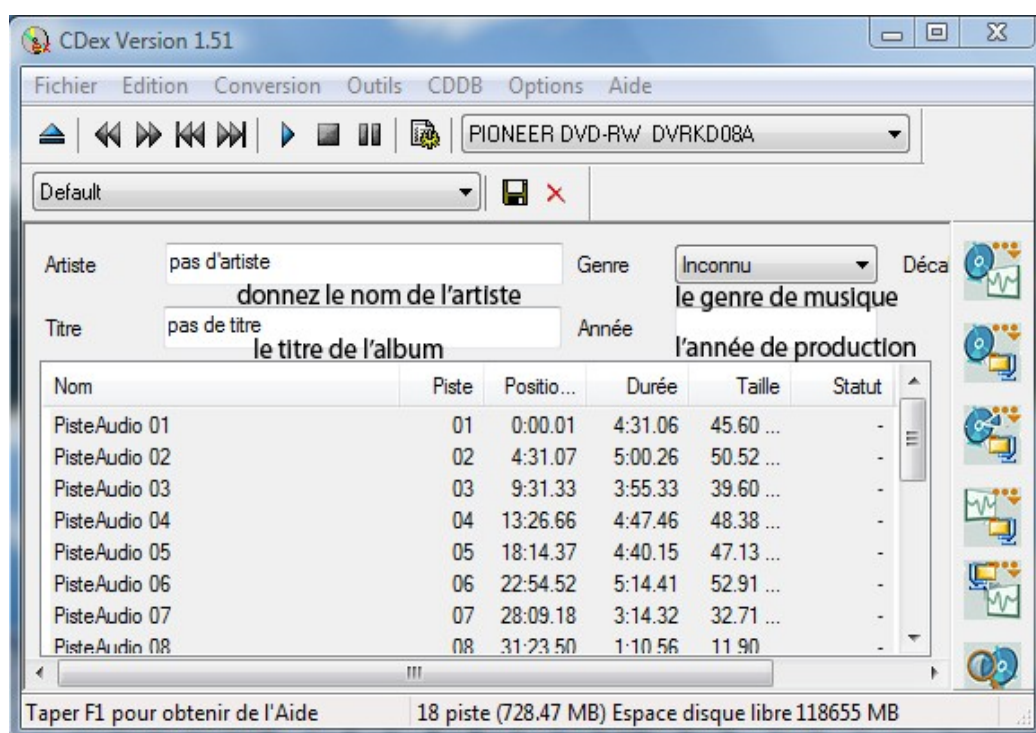 CDex Version 1.51
Fichier Edition Conversion Outils CDDB Options Aide
PIONEER DVD-RW DVRKD08A
Default
Artiste pas d'artiste Genre Inconnu Déca
donnez le nom de l'artiste le genre de musique
Titre pas de titre Année
le titre de l'album l'année de production
Nom Piste Positio... Durée Taille Statut
PisteAudio 01 01 0:00.01 4:31.06 45.60 ... -
PisteAudio 02 02 4:31.07 5:00.26 50.52 ... -
PisteAudio 03 03 9:31.33 3:55.33 39.60 ... -
PisteAudio 04 04 13:26.66 4:47.46 48.38 ... -
PisteAudio 05 05 18:14.37 4:40.15 47.13 ... -
PisteAudio 06 06 22:54.52 5:14.41 52.91 ... -
PisteAudio 07 07 28:09.18 3:14.32 32.71 ... -
PisteAudio 08 08 31:23.50 1:10.56 11.90 -
Taper F1 pour obtenir de l'Aide 18 piste (728.47 MB) Espace disque libre 118655 MB